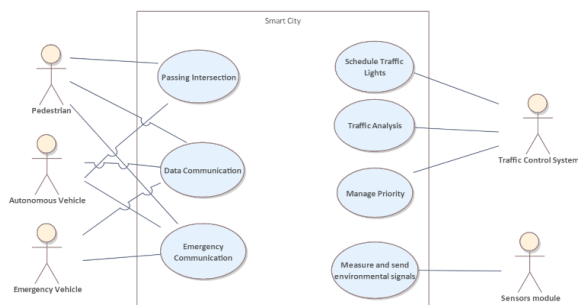 Smart City
Passing Intersection
Schedule Traffic
Lights
Pedestrian
Traffic Analysis
Traffic Control System
Autonomous Vehicle
Data Communication
Manage Priority
Emergency
Communication
Measure and send
environmental signals
Emergency Vehicle
Sensors module